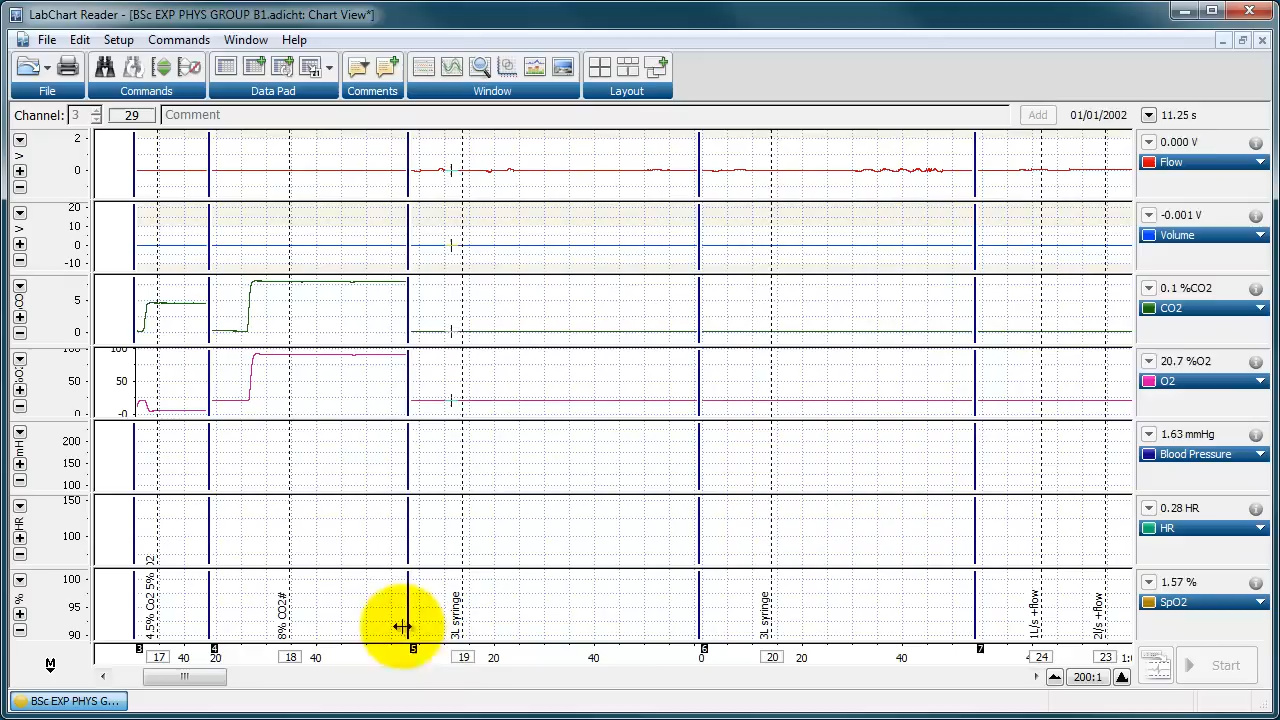 LabChart Reader - [BSc EXP PHYS GROUP B1.adicht: Chart View*]
File Edit Setup Commands Window Help
File Commands Data Pad Comments Window Layout
Channel: 3 29 Comment Add 01/01/2002 11.25 s
2
0
V
0.000 V
Flow
20
10
0
-10
V
-0.001 V
Volume
5
0
0.1 %CO2
CO2
100
50
-0
0
20.7 %O2
O2
200
150
100
1.63 mmHg
Blood Pressure
150
100
HR
0.28 HR
HR
100
95
90
%
1.57 %
SpO2
8% CO2#
3L syringe
3L syringe
1L/s +flow
2l/s +flow
3 4 5 6 7
17 40 20 18 40 19 20 40 0 20 20 40 24 23
M
200:1
Start
BSc EXP PHYS G...